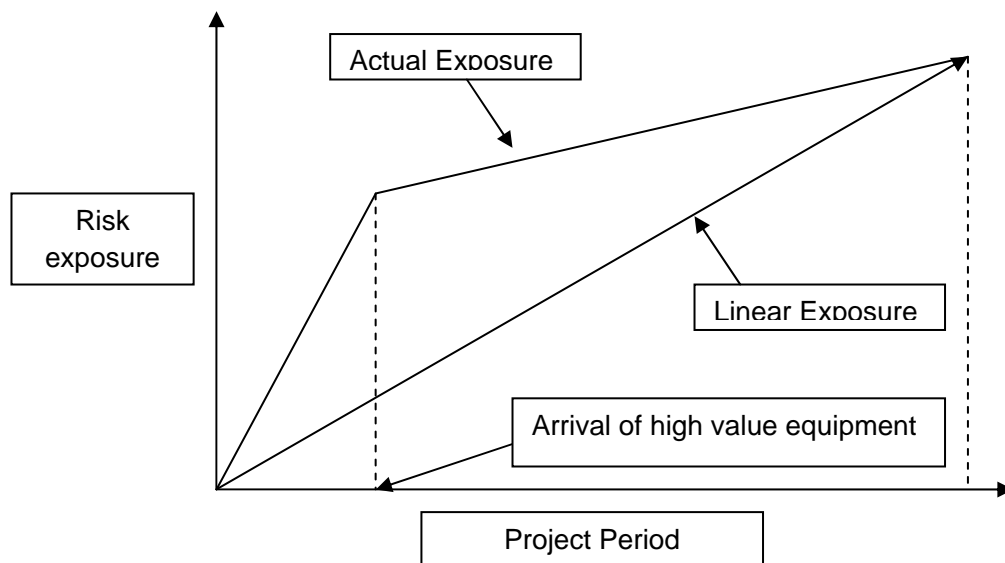 Actual Exposure
Risk
exposure
Linear Exposure
Arrival of high value equipment
Project Period